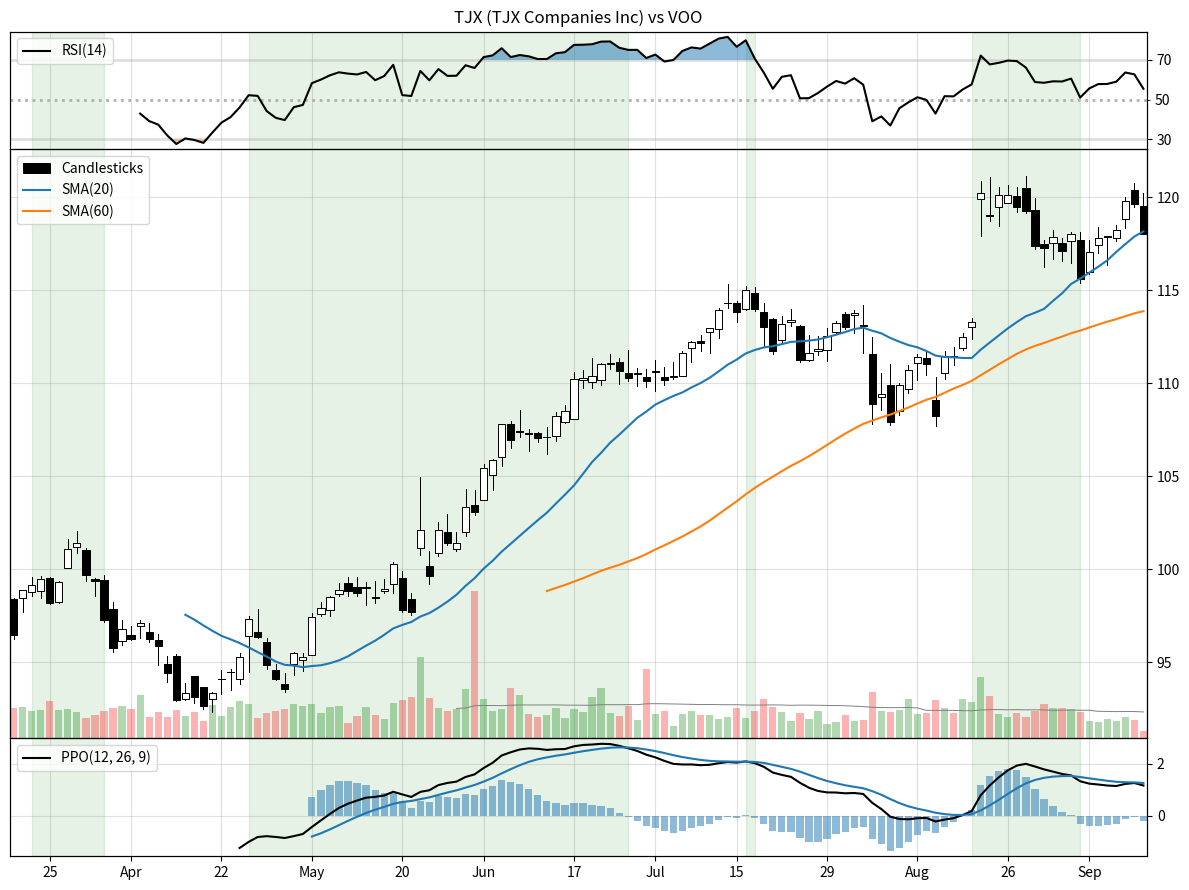 TJX (TJX Companies Inc) vs VOO
RSI(14)
70
50
30
Candlesticks
SMA(20)
SMA(60)
120
115
110
105
100
95
PPO(12, 26, 9)
2
0
25 Apr 22 May 20 Jun 17 Jul 15 29 Aug 26 Sep